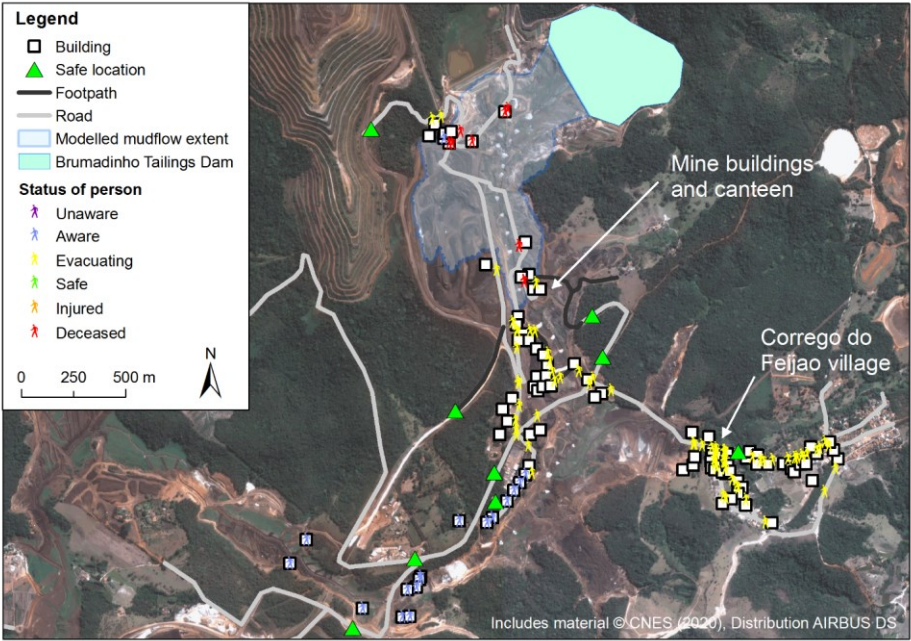 Legend
Building
Safe location
Footpath
Road
Modelled mudflow extent
Brumadinho Tailings Dam
Status of person
Unaware
Aware
Evacuating
Safe
Injured
Deceased
N
0 250 500 m
Mine buildings
and canteen
Corrego do
Feijao village
Includes material © CNES (2020), Distribution AIRBUS DS